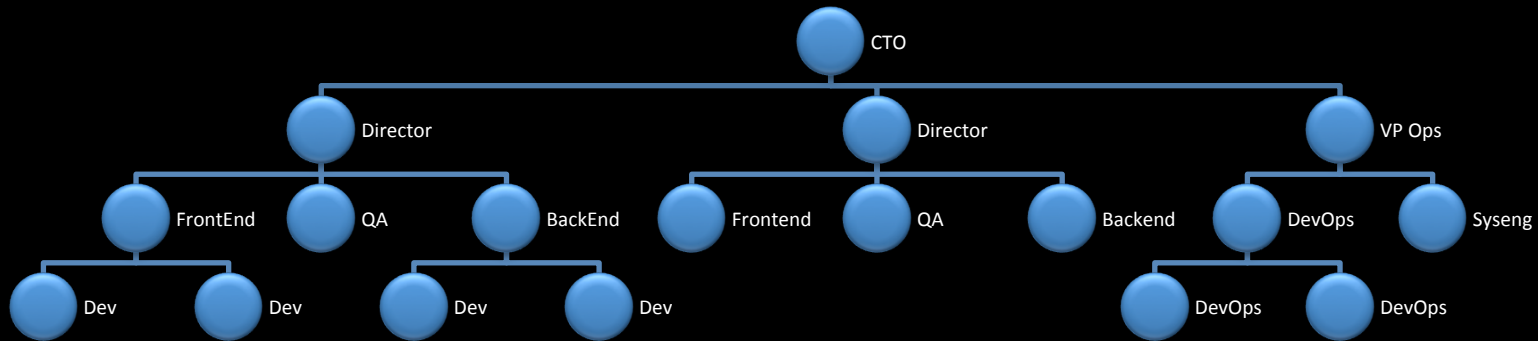 CTO
Director
Director
VP Ops
FrontEnd
QA
BackEnd
Frontend
QA
Backend
DevOps
Syseng
Dev
Dev
Dev
Dev
DevOps
DevOps